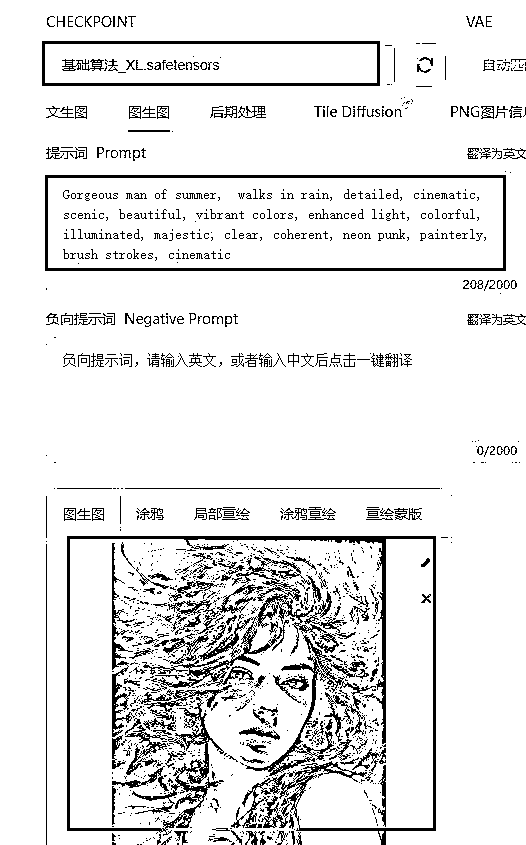 CHECKPOINT
VAE
基础算法_XL.safetensors
自动匹
文生图 图生图 后期处理 Tile Diffusion PNG图片信息
提示词 Prompt
翻译为英文
Gorgeous man of summer, walks in rain, detailed, cinematic,
scenic, beautiful, vibrant colors, enhanced light, colorful,
illuminated, majestic, clear, coherent, neon punk, painterly,
brush strokes, cinematic
208/2000
负向提示词 Negative Prompt
翻译为英文
负向提示词，请输入英文，或者输入中文后点击一键翻译
0/2000
图生图 涂鸦 局部重绘 涂鸦重绘 重绘蒙版